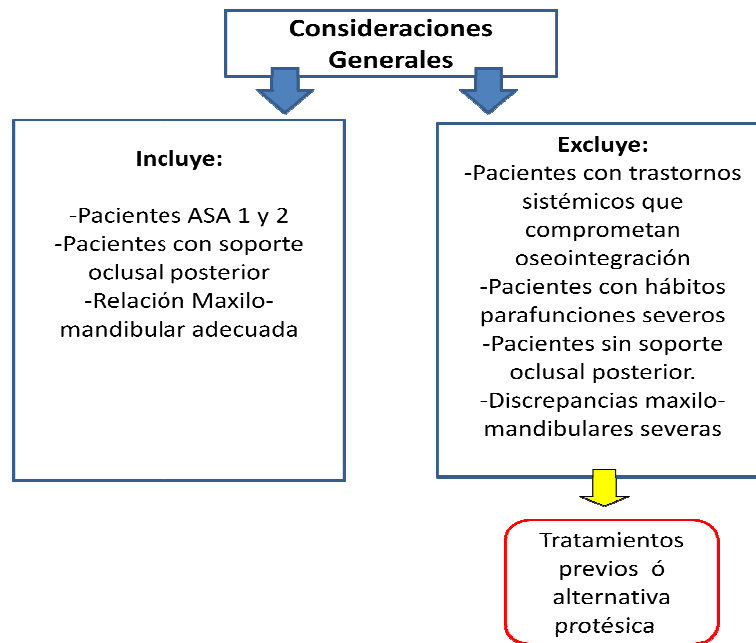 Consideraciones
Generales
Incluye:
-Pacientes ASA 1 y 2
-Pacientes con soporte
oclusal posterior
-Relación Maxilo-
mandibular adecuada
Excluye:
-Pacientes con trastornos
sistémicos que
comprometan
oseointegración
-Pacientes con hábitos
parafunciones severos
-Pacientes sin soporte
oclusal posterior.
-Discrepancias maxilo-
mandibulares severas
Tratamientos
previos ó
alternativa
protésica